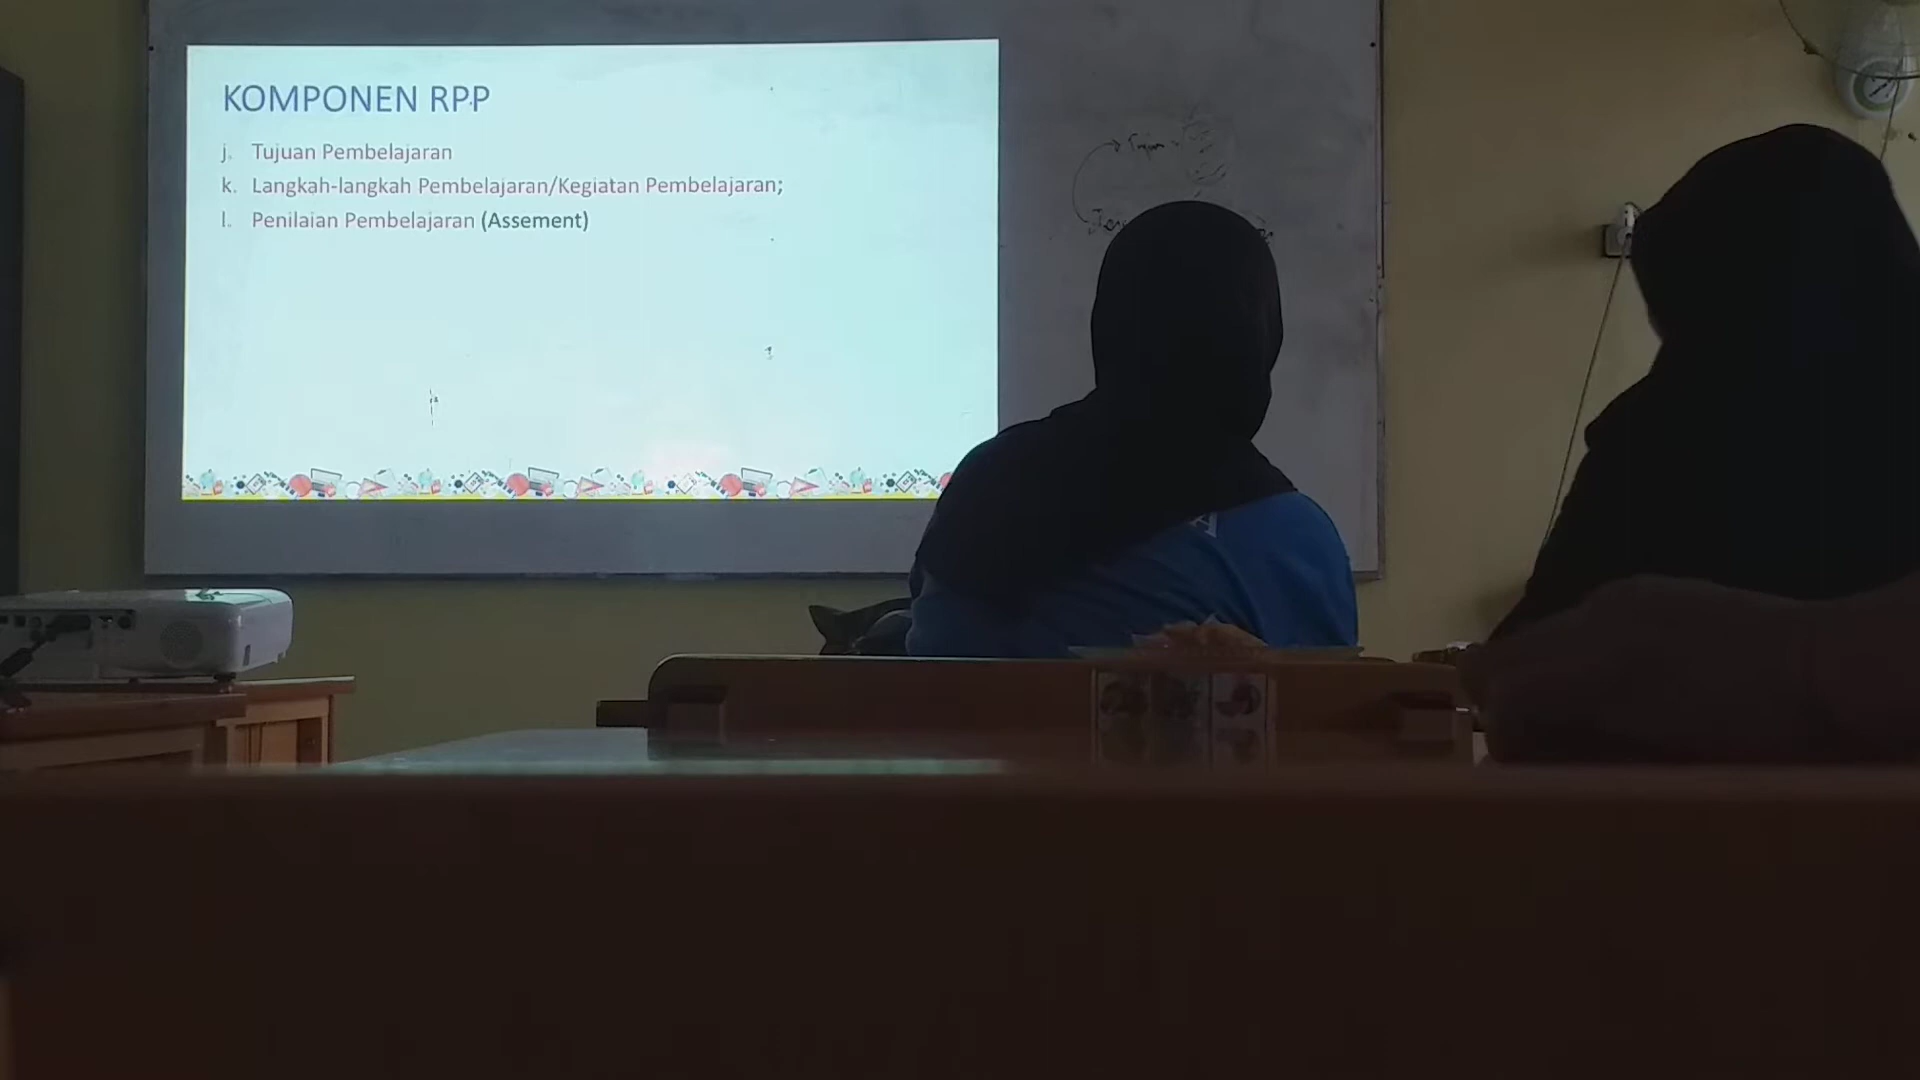 KOMPONEN RPP
j. Tujuan Pembelajaran
k. Langkah-langkah Pembelajaran/Kegiatan Pembelajaran;
l. Penilaian Pembelajaran (Assement)